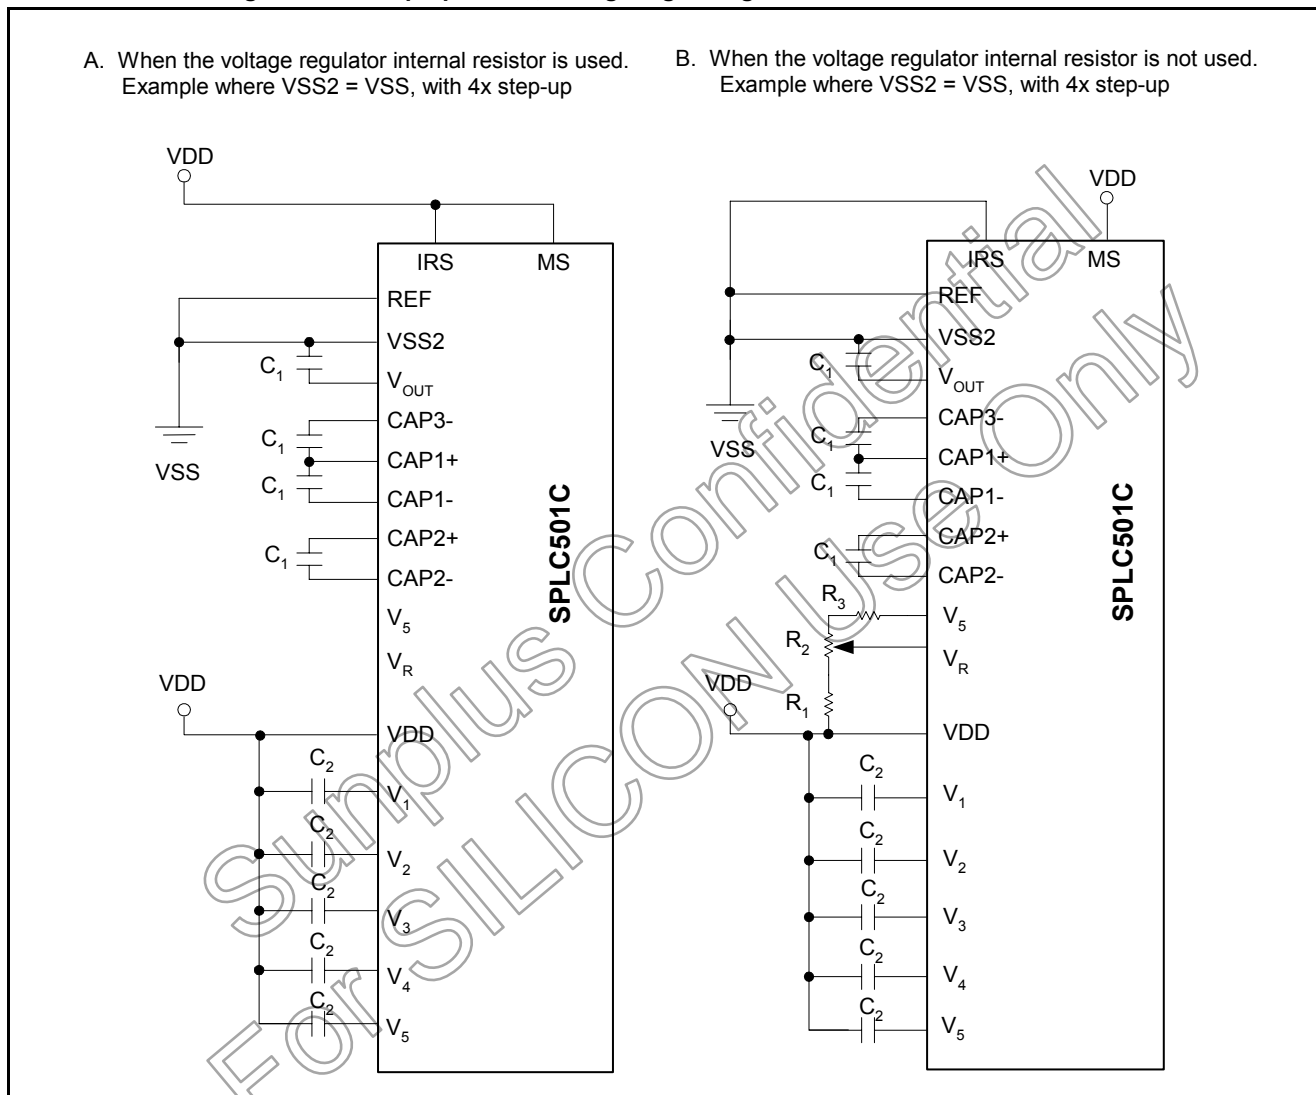 A. When the voltage regulator internal resistor is used.
Example where VSS2 = VSS, with 4x step-up
B. When the voltage regulator internal resistor is not used.
Example where VSS2 = VSS, with 4x step-up
VDD
IRS
MS
REF
VSS2
C1
VOUT
CAP3-
C1
CAP1+
VSS
C1
CAP1-
CAP2+
C1
CAP2-
SPLC501C
V5
VR
VDD
VDD
C2
V1
C2
V2
C2
V3
C2
V4
C2
V5
VDD
IRS
MS
REF
VSS2
C1
VOUT
CAP3-
C1
VSS
CAP1+
C1
CAP1-
CAP2+
C1
CAP2-
SPLC501C
R3
V5
R2
VR
VDD
R1
VDD
C2
V1
C2
V2
C2
V3
C2
V4
C2
V5
Sunplus Confidential
For SILICON Use Only